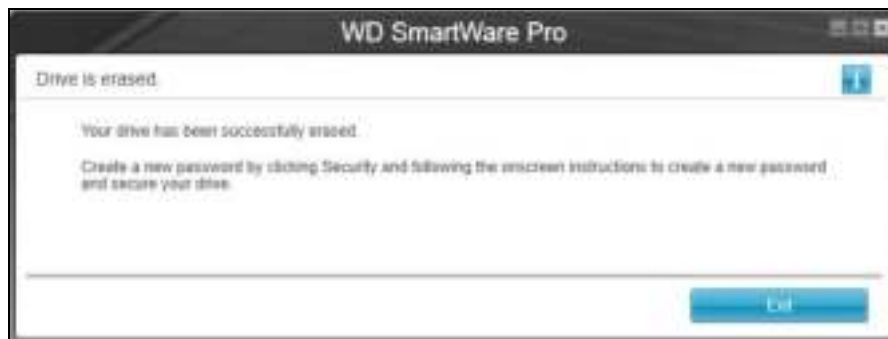 WD SmartWare Pro
Drive is erased.
Your drive has been successfully erased.
Create a new password by clicking Security and following the onscreen instructions to create a new password
and secure your drive.
Exit